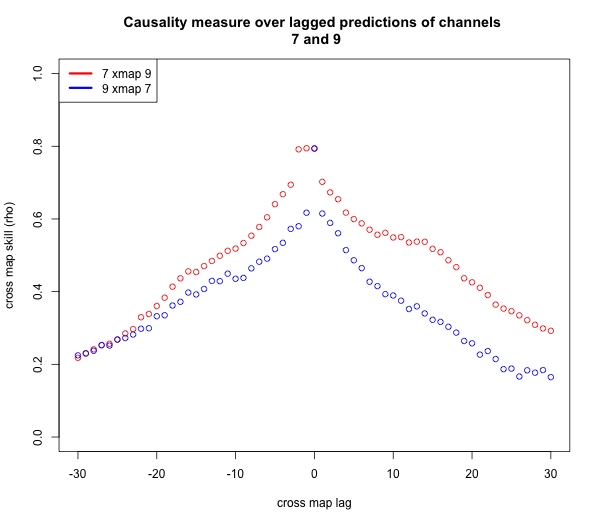 Causality measure over lagged predictions of channels
7 and 9
7 xmap 9
9 xmap 7
cross map skill (rho)
1.0
0.8
0.6
0.4
0.2
0.0
-30
-20
-10
0
10
20
30
cross map lag